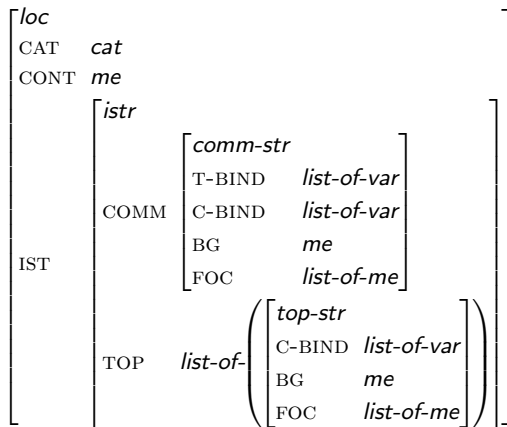 loc
CAT cat
CONT me
istr
comm-str
T-BIND list-of-var
COMM C-BIND list-of-var
BG me
FOC list-of-me
IST
top-str
TOP list-of-( C-BIND list-of-var )
BG me
FOC list-of-me